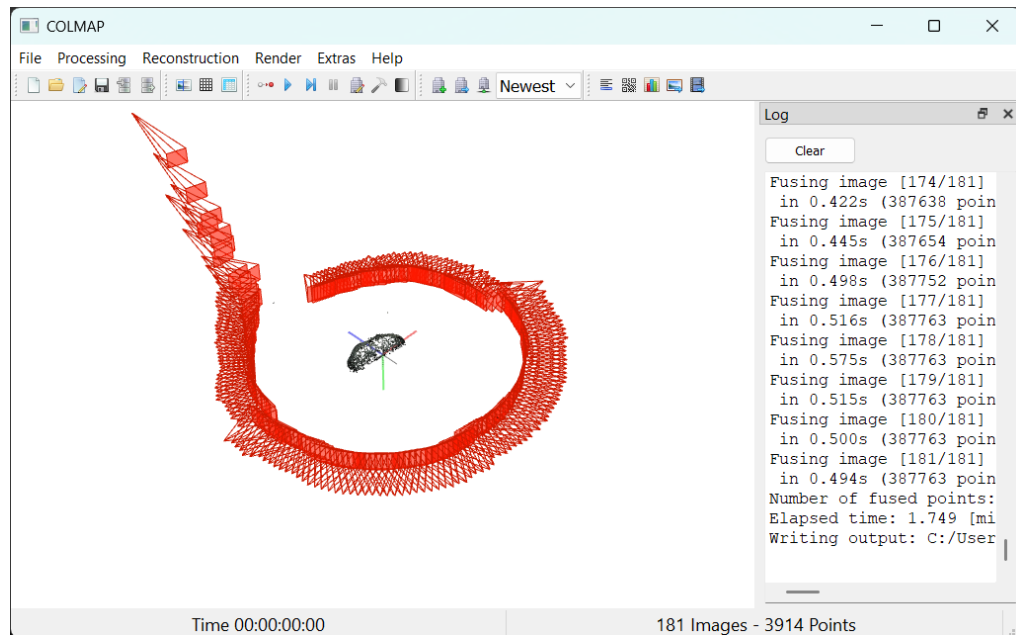 COLMAP
File Processing Reconstruction Render Extras Help
Newest
Log
Clear
Fusing image [174/181]
in 0.422s (387638 poin
Fusing image [175/181]
in 0.445s (387654 poin
Fusing image [176/181]
in 0.498s (387752 poin
Fusing image [177/181]
in 0.516s (387763 poin
Fusing image [178/181]
in 0.575s (387763 poin
Fusing image [179/181]
in 0.515s (387763 poin
Fusing image [180/181]
in 0.500s (387763 poin
Fusing image [181/181]
in 0.494s (387763 poin
Number of fused points:
Elapsed time: 1.749 [mi
Writing output: C:/User
Time 00:00:00:00
181 Images - 3914 Points